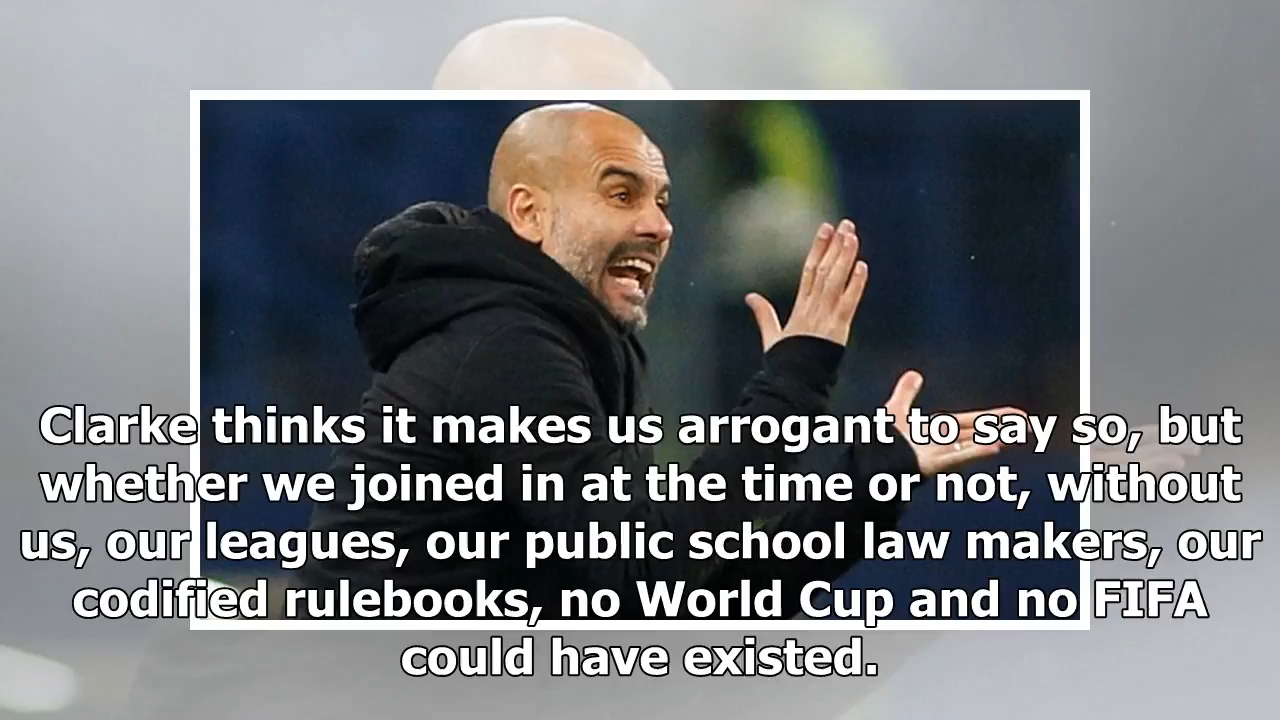 Clarke thinks it makes us arrogant to say so, but
whether we joined in at the time or not, without
us, our leagues, our public school law makers, our
codified rulebooks, no World Cup and no FIFA
could have existed.